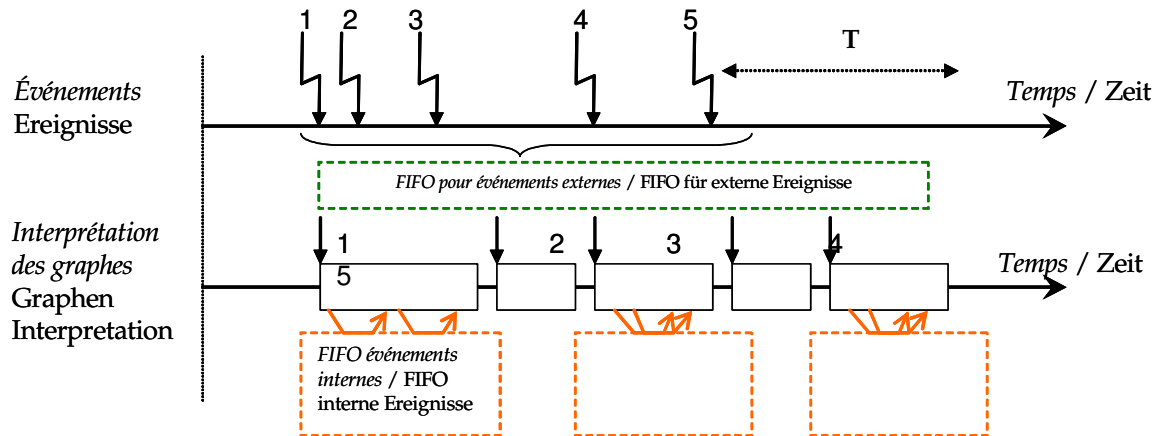 1 2 3 4 5
T
Événements
Ereignisse
Temps / Zeit
FIFO pour événements externes / FIFO für externe Ereignisse
Interprétation
des graphes
Graphen
Interpretation
1 2 3 4
5
Temps / Zeit
FIFO événements
internes / FIFO
interne Ereignisse